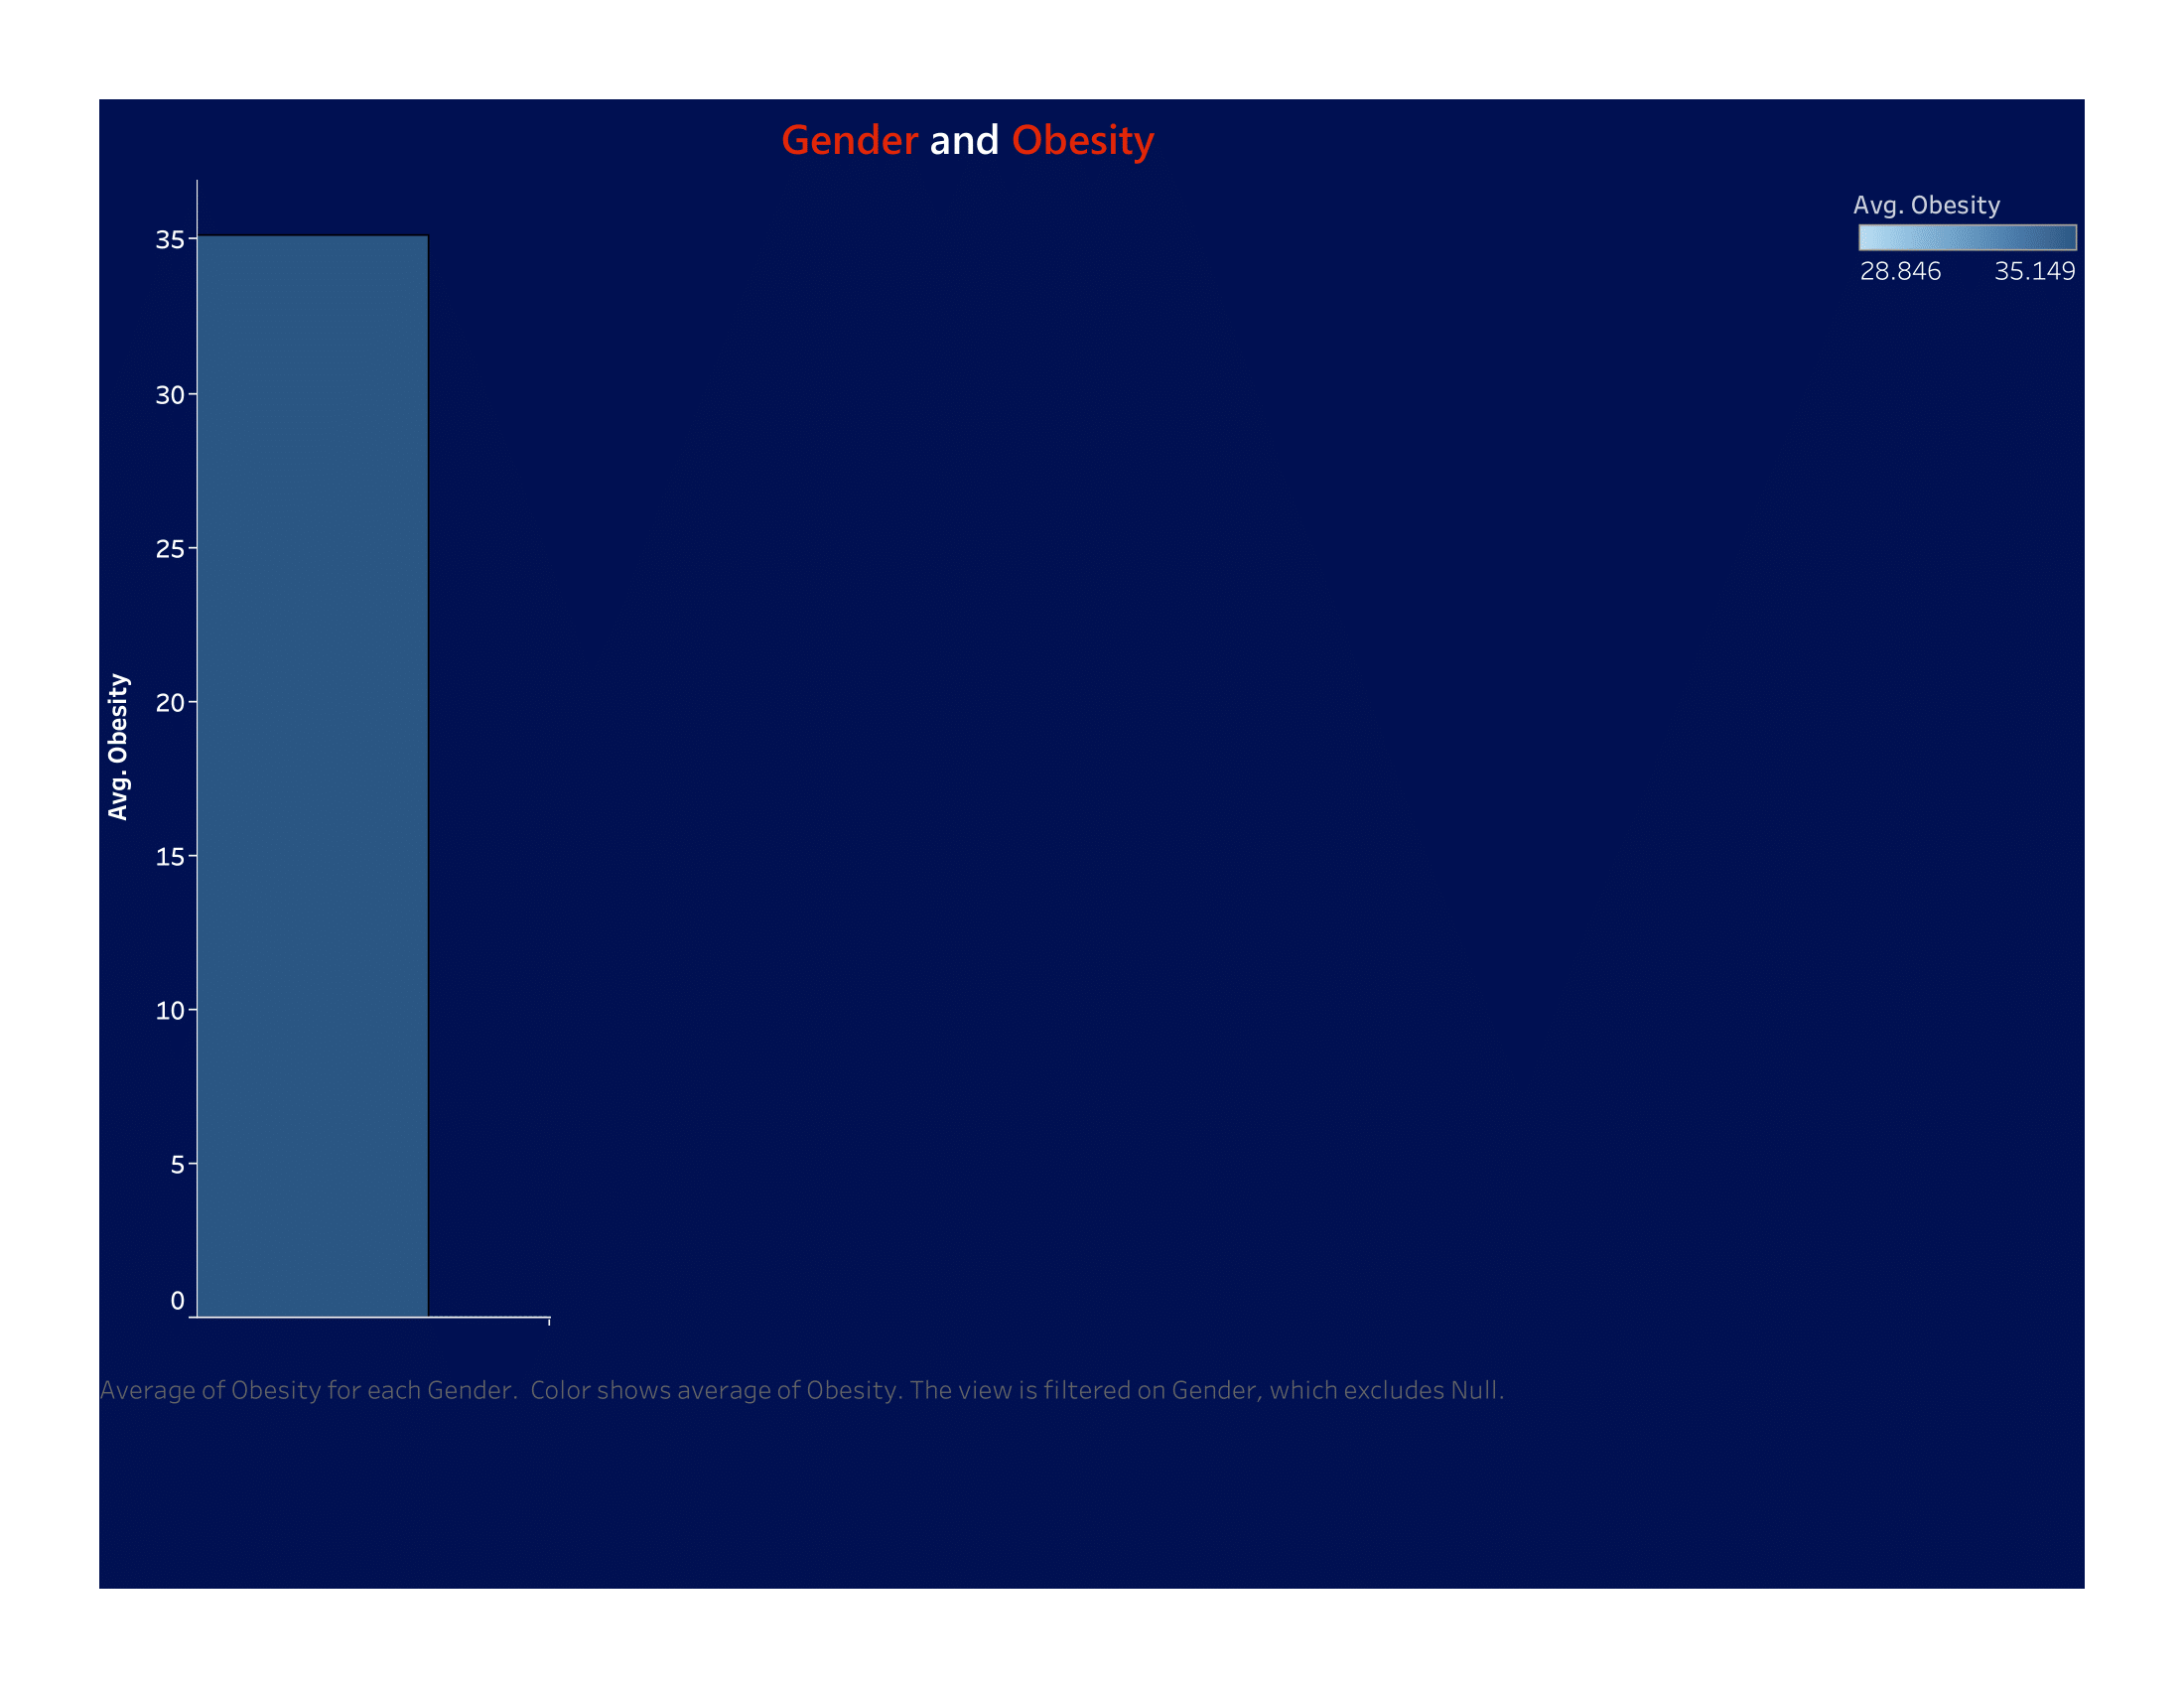 Gender and Obesity
Avg. Obesity
28.846 35.149
35
30
25
20
15
10
5
0
Avg. Obesity
Average of Obesity for each Gender.  Color shows average of Obesity. The view is filtered on Gender, which excludes Null.